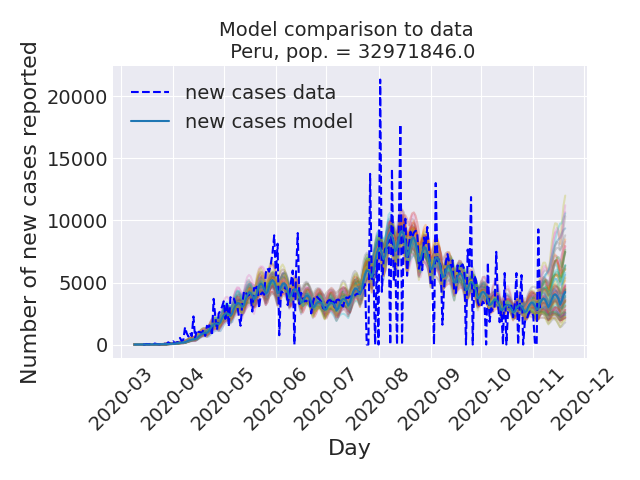 Model comparison to data
Peru, pop. = 32971846.0
Number of new cases reported
20000
15000
10000
5000
0
new cases data
new cases model
2020-03
2020-04
2020-05
2020-06
2020-07
2020-08
2020-09
2020-10
2020-11
2020-12
Day